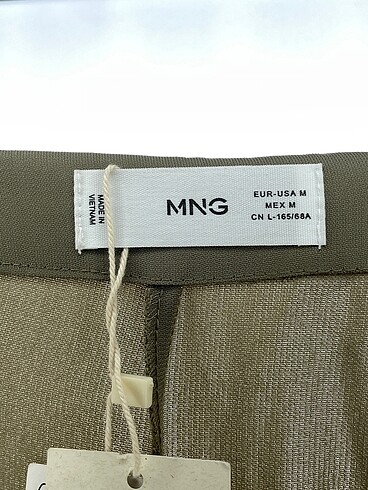 MADE IN
VIETNAM
MNG
EUR-USA M
MEX M
CN L-165/68A